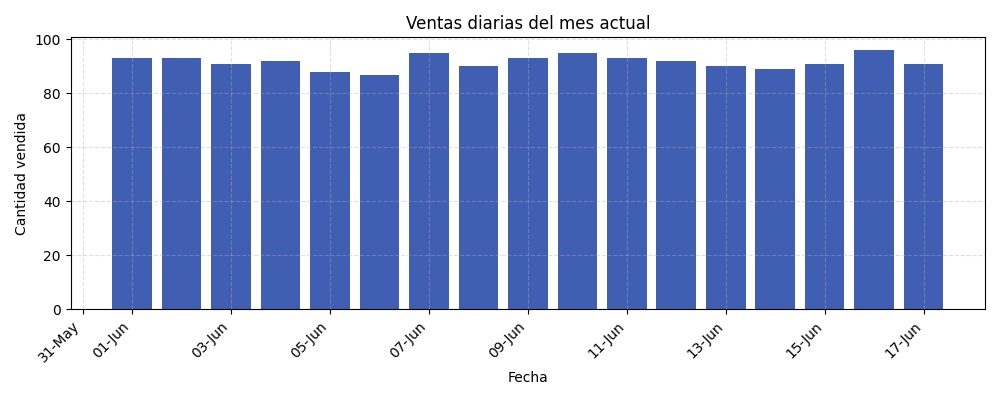 Ventas diarias del mes actual
Cantidad vendida
100
80
60
40
20
0
31-May
01-Jun
03-Jun
05-Jun
07-Jun
09-Jun
11-Jun
13-Jun
15-Jun
17-Jun
Fecha